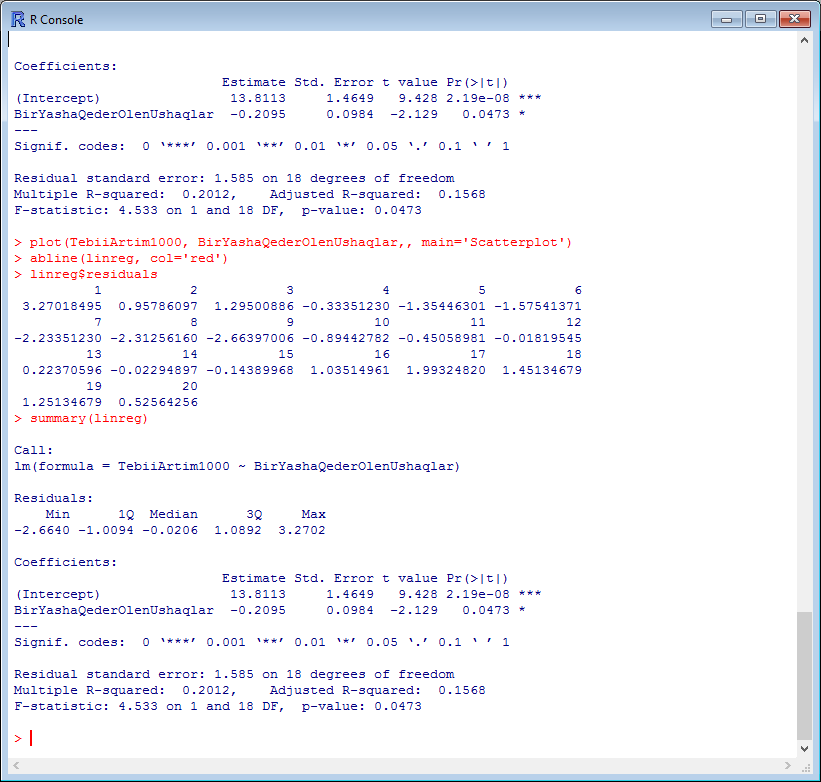 R Console
Coefficients:
                          Estimate Std. Error t value Pr(>|t|)
(Intercept)                13.8113     1.4649   9.428 2.19e-08 ***
BirYashaQederOlenUshaqlar  -0.2095     0.0984  -2.129   0.0473 *
---
Signif. codes:  0 ‘***’ 0.001 ‘**’ 0.01 ‘*’ 0.05 ‘.’ 0.1 ‘ ’ 1
Residual standard error: 1.585 on 18 degrees of freedom
Multiple R-squared:  0.2012,    Adjusted R-squared:  0.1568
F-statistic: 4.533 on 1 and 18 DF,  p-value: 0.0473
> plot(TebiiArtim1000, BirYashaQederOlenUshaqlar,, main='Scatterplot')
> abline(linreg, col='red')
> linreg$residuals
          1           2           3           4           5           6
 3.27018495  0.95786097  1.29500886 -0.33351230 -1.35446301 -1.57541371
          7           8           9          10          11          12
-2.23351230 -2.31256160 -2.66397006 -0.89442782 -0.45058981 -0.01819545
         13          14          15          16          17          18
 0.22370596 -0.02294897 -0.14389968  1.03514961  1.99324820  1.45134679
         19          20
 1.25134679  0.52564256
> summary(linreg)
Call:
lm(formula = TebiiArtim1000 ~ BirYashaQederOlenUshaqlar)
Residuals:
    Min      1Q  Median      3Q     Max
-2.6640 -1.0094 -0.0206  1.0892  3.2702
Coefficients:
                          Estimate Std. Error t value Pr(>|t|)
(Intercept)                13.8113     1.4649   9.428 2.19e-08 ***
BirYashaQederOlenUshaqlar  -0.2095     0.0984  -2.129   0.0473 *
---
Signif. codes:  0 ‘***’ 0.001 ‘**’ 0.01 ‘*’ 0.05 ‘.’ 0.1 ‘ ’ 1
Residual standard error: 1.585 on 18 degrees of freedom
Multiple R-squared:  0.2012,    Adjusted R-squared:  0.1568
F-statistic: 4.533 on 1 and 18 DF,  p-value: 0.0473
>